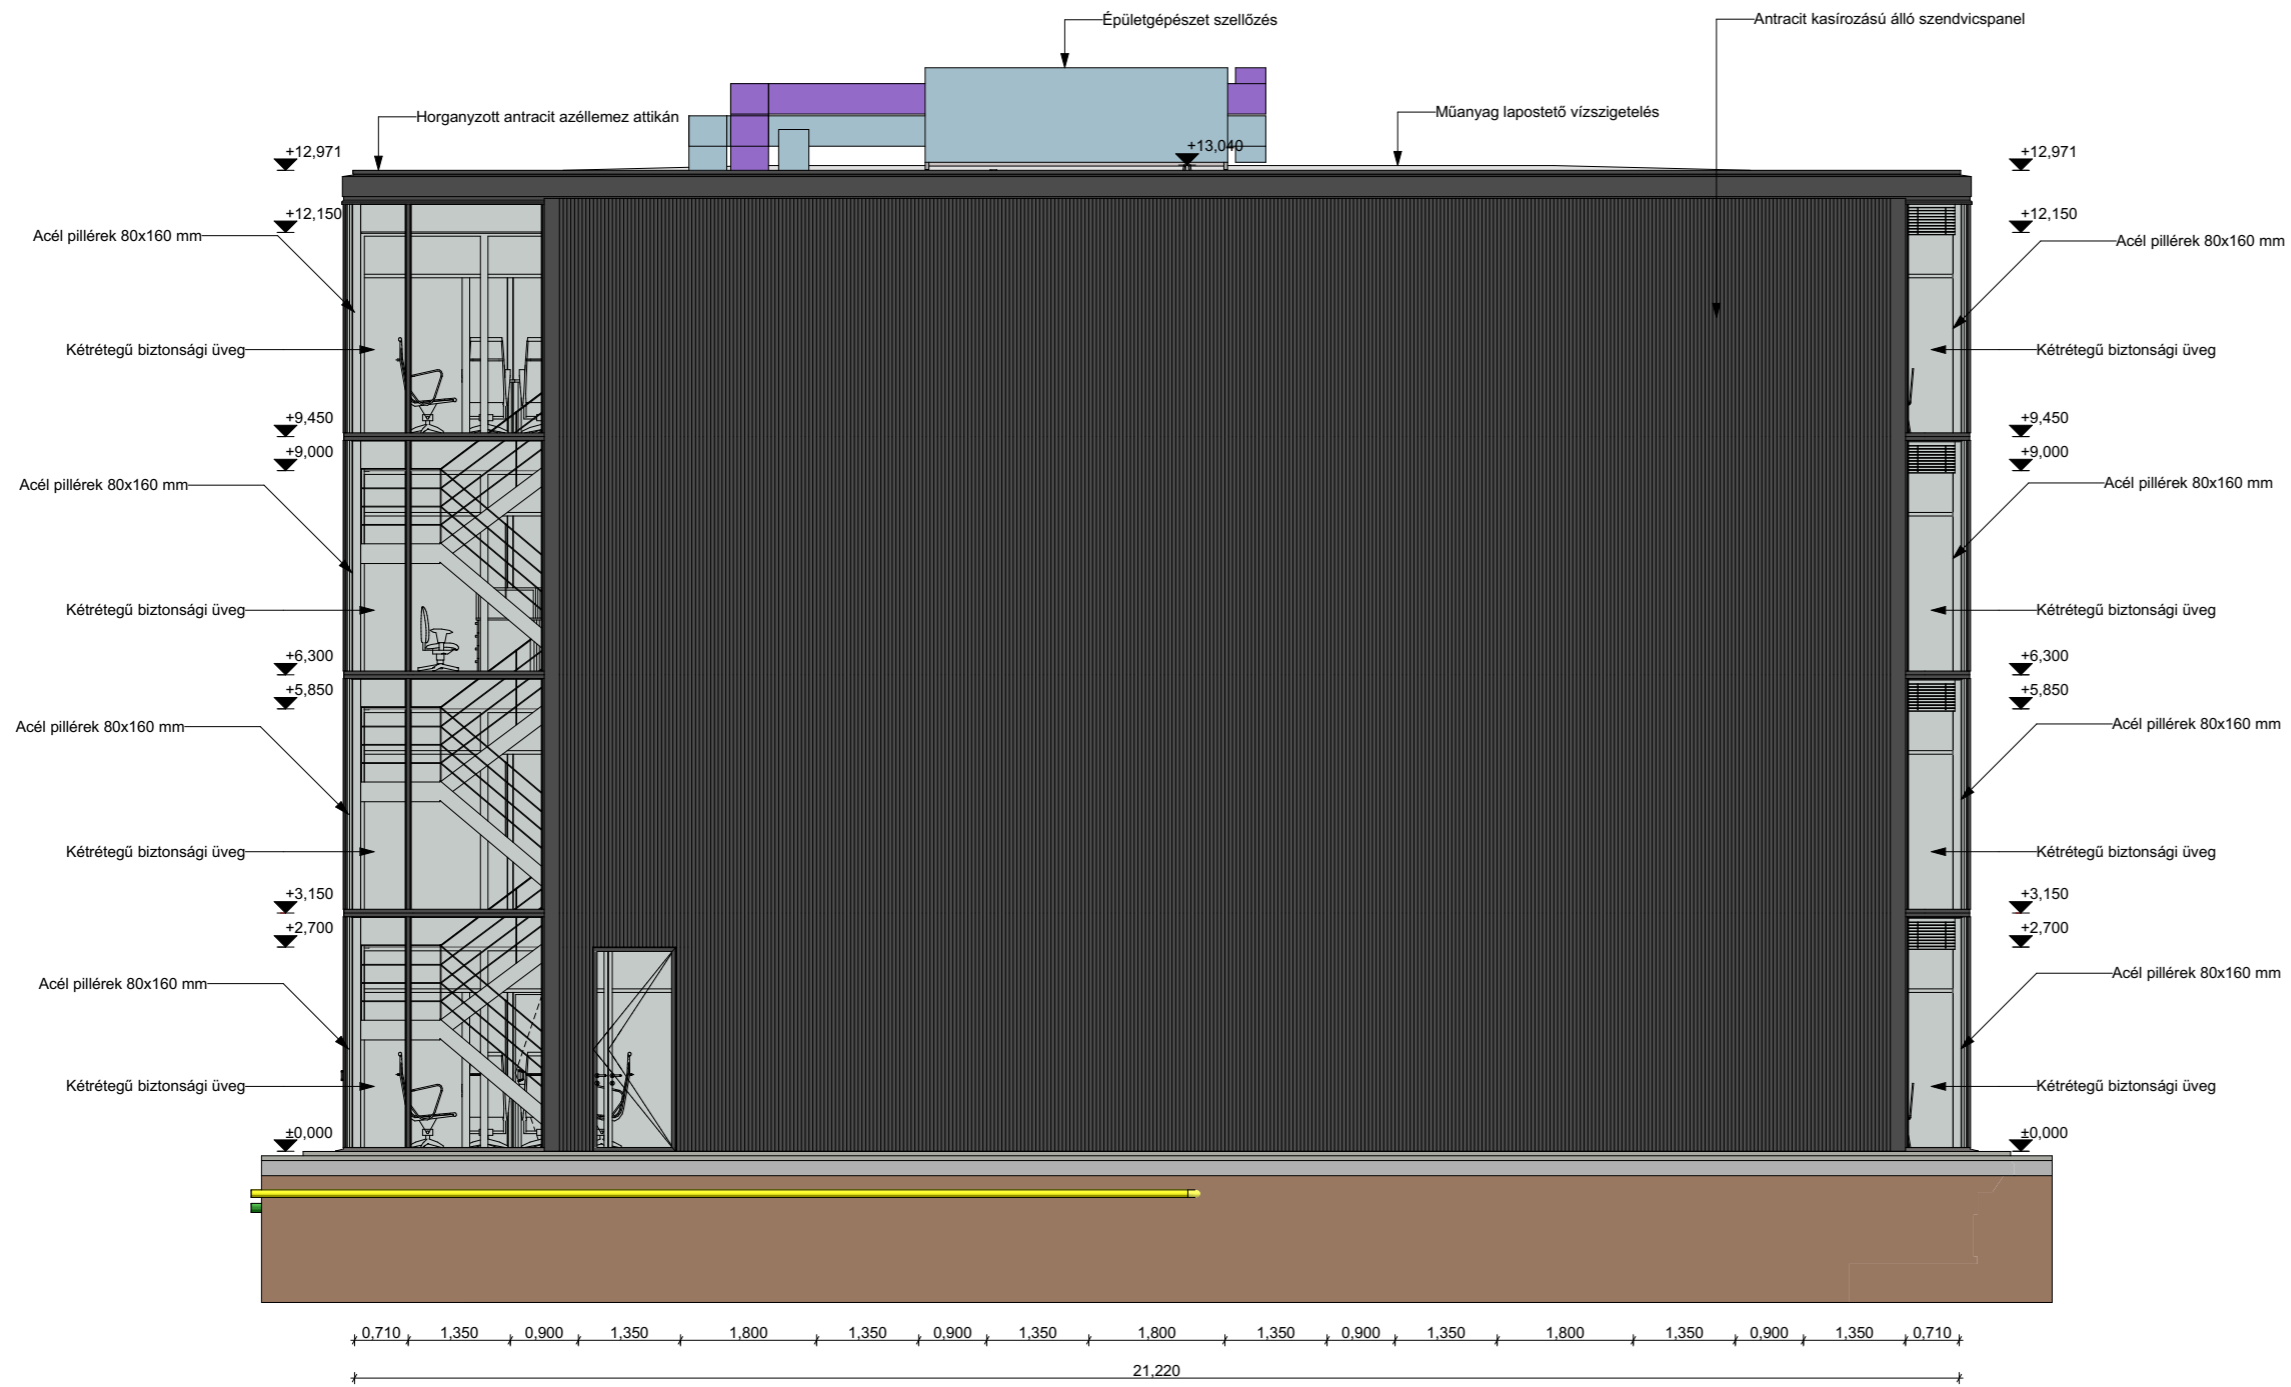 Épületgépészet szellőzés
Antracit kasírozású álló szendvicspanel
Horganyzott antracit azéllemez attikán
Műanyag lapostető vízszigetelés
+12,971
+13,040
+12,971
+12,150
+12,150
Acél pillérek 80x160 mm
Acél pillérek 80x160 mm
Kétrétegű biztonsági üveg
Kétrétegű biztonsági üveg
+9,450
+9,450
+9,000
+9,000
Acél pillérek 80x160 mm
Acél pillérek 80x160 mm
Kétrétegű biztonsági üveg
Kétrétegű biztonsági üveg
+6,300
+6,300
+5,850
+5,850
Acél pillérek 80x160 mm
Acél pillérek 80x160 mm
Kétrétegű biztonsági üveg
Kétrétegű biztonsági üveg
+3,150
+3,150
+2,700
+2,700
Acél pillérek 80x160 mm
Acél pillérek 80x160 mm
Kétrétegű biztonsági üveg
Kétrétegű biztonsági üveg
±0,000
±0,000
0,710 1,350 0,900 1,350 1,800 1,350 0,900 1,350 1,800 1,350 0,900 1,350 1,800 1,350 0,900 1,350 0,710
21,220